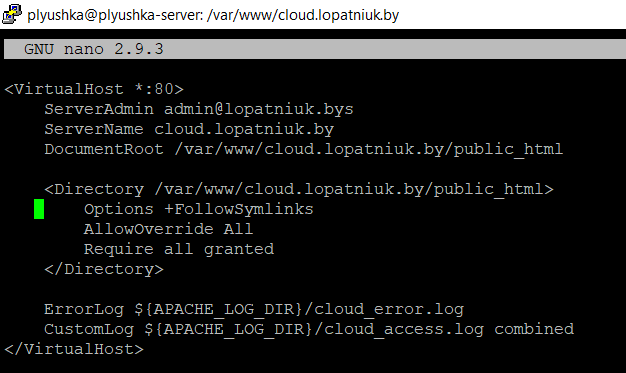 plyushka@plyushka-server: /var/www/cloud.lopatniuk.by
GNU nano 2.9.3
<VirtualHost *:80>
ServerAdmin admin@lopatniuk.bys
ServerName cloud.lopatniuk.by
DocumentRoot /var/www/cloud.lopatniuk.by/public_html
<Directory /var/www/cloud.lopatniuk.by/public_html>
Options +FollowSymlinks
AllowOverride All
Require all granted
</Directory>
ErrorLog ${APACHE_LOG_DIR}/cloud_error.log
CustomLog ${APACHE_LOG_DIR}/cloud_access.log combined
</VirtualHost>